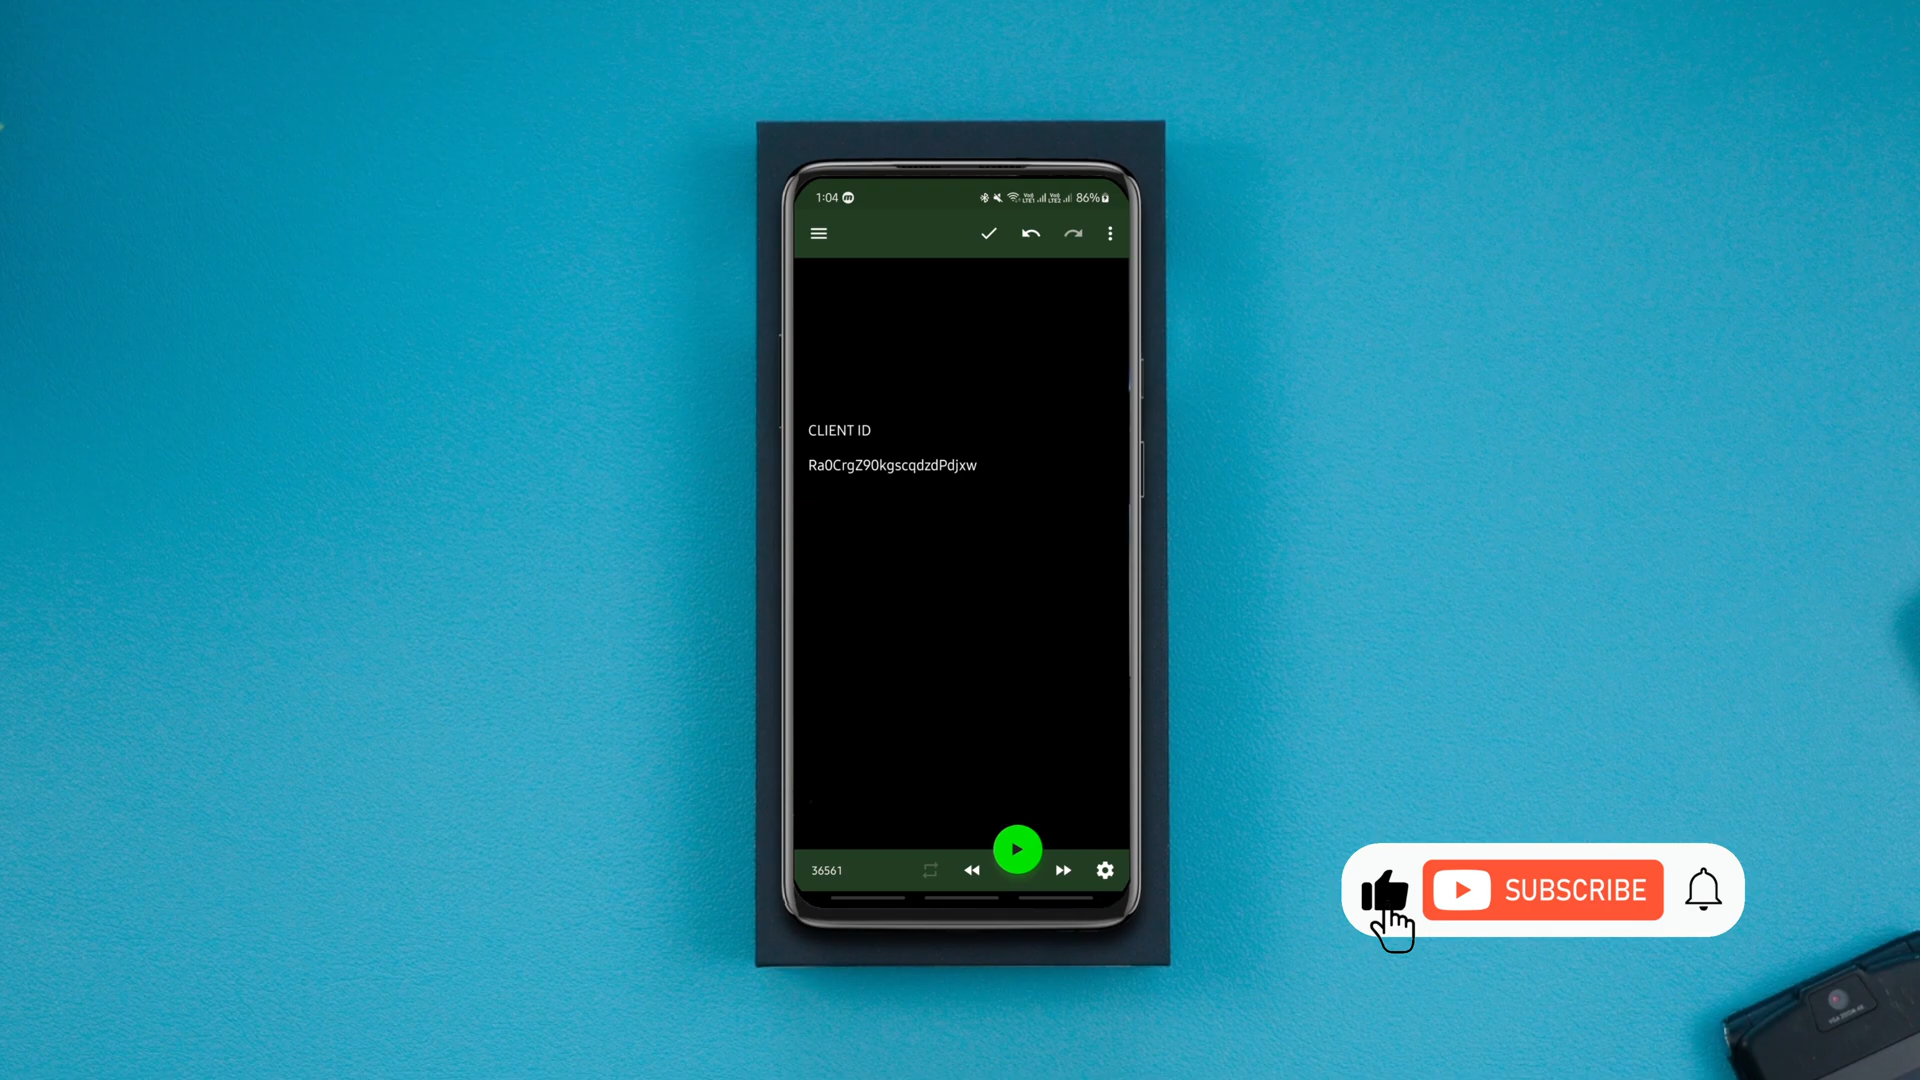 1:04
86%
CLIENT ID
Ra0CrgZ90kgscqdzdPdjxw
36561
SUBSCRIBE